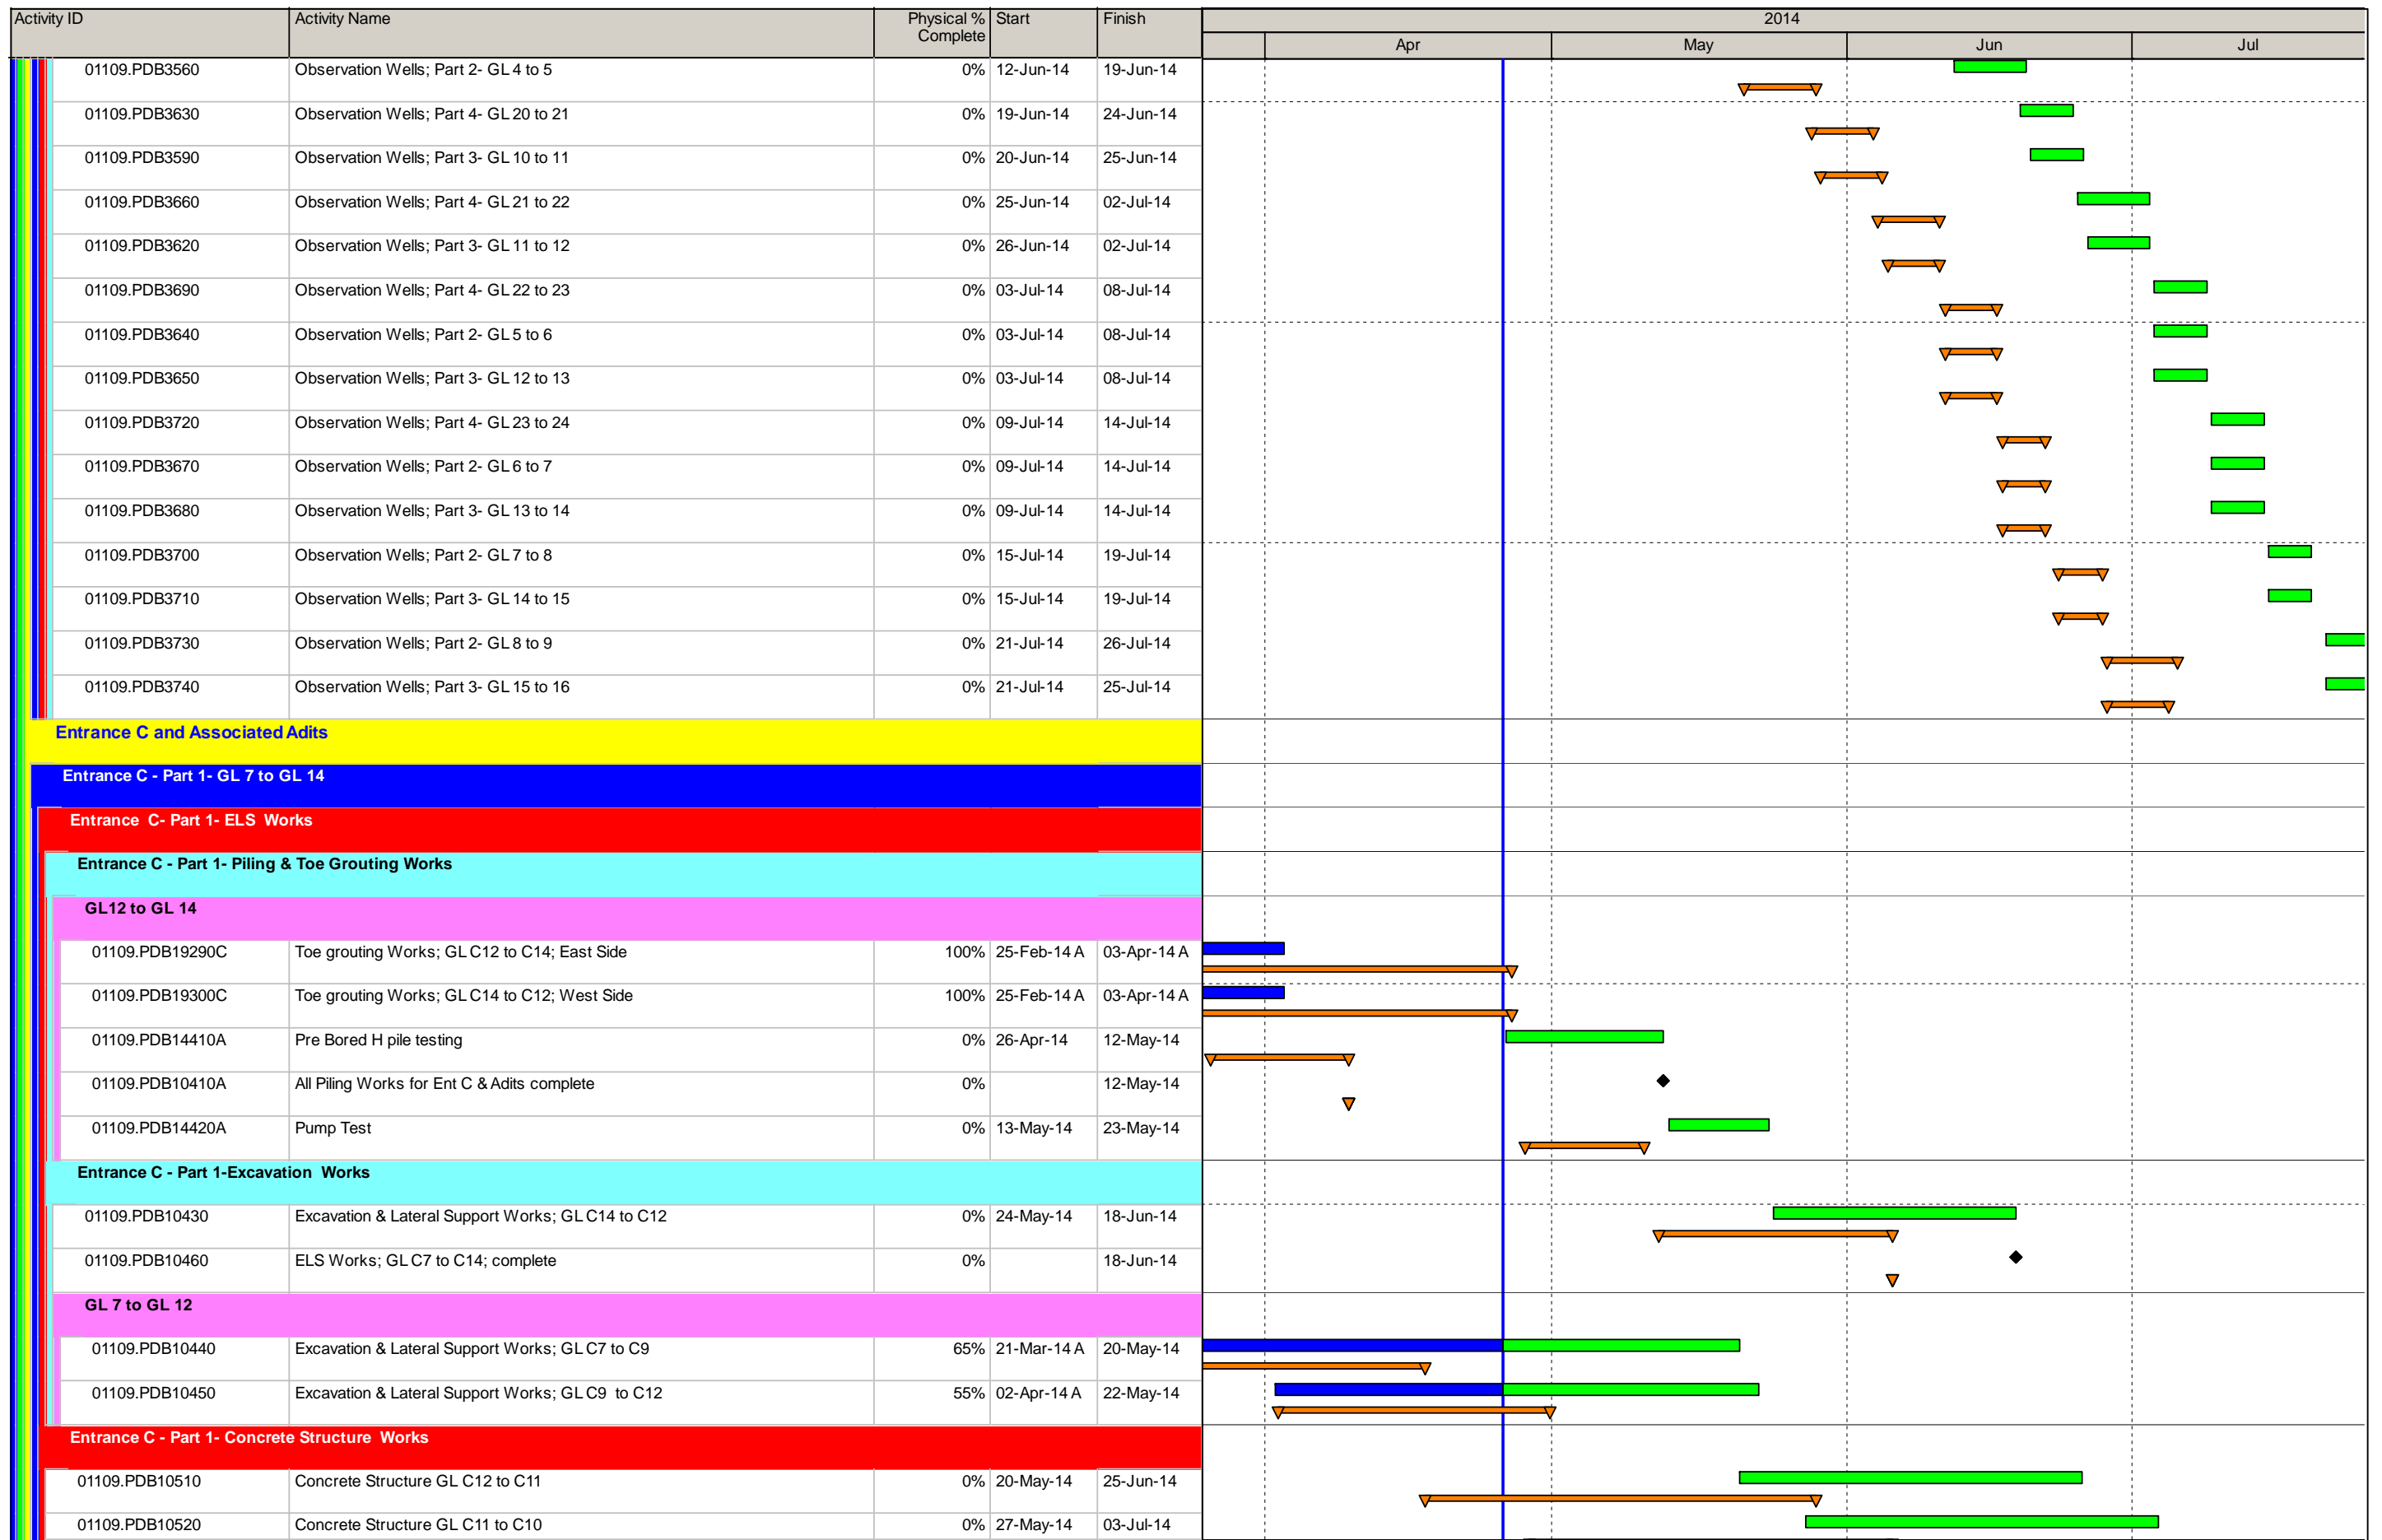 Activity ID Activity Name Physical % Complete Start Finish 2014
Apr May Jun Jul
01109.PDB3560 Observation Wells; Part 2- GL 4 to 5 0% 12-Jun-14 19-Jun-14
01109.PDB3630 Observation Wells; Part 4- GL 20 to 21 0% 19-Jun-14 24-Jun-14
01109.PDB3590 Observation Wells; Part 3- GL 10 to 11 0% 20-Jun-14 25-Jun-14
01109.PDB3660 Observation Wells; Part 4- GL 21 to 22 0% 25-Jun-14 02-Jul-14
01109.PDB3620 Observation Wells; Part 3- GL 11 to 12 0% 26-Jun-14 02-Jul-14
01109.PDB3690 Observation Wells; Part 4- GL 22 to 23 0% 03-Jul-14 08-Jul-14
01109.PDB3640 Observation Wells; Part 2- GL 5 to 6 0% 03-Jul-14 08-Jul-14
01109.PDB3650 Observation Wells; Part 3- GL 12 to 13 0% 03-Jul-14 08-Jul-14
01109.PDB3720 Observation Wells; Part 4- GL 23 to 24 0% 09-Jul-14 14-Jul-14
01109.PDB3670 Observation Wells; Part 2- GL 6 to 7 0% 09-Jul-14 14-Jul-14
01109.PDB3680 Observation Wells; Part 3- GL 13 to 14 0% 09-Jul-14 14-Jul-14
01109.PDB3700 Observation Wells; Part 2- GL 7 to 8 0% 15-Jul-14 19-Jul-14
01109.PDB3710 Observation Wells; Part 3- GL 14 to 15 0% 15-Jul-14 19-Jul-14
01109.PDB3730 Observation Wells; Part 2- GL 8 to 9 0% 21-Jul-14 26-Jul-14
01109.PDB3740 Observation Wells; Part 3- GL 15 to 16 0% 21-Jul-14 25-Jul-14
Entrance C and Associated Adits
Entrance C - Part 1- GL 7 to GL 14
Entrance C- Part 1- ELS Works
Entrance C - Part 1- Piling & Toe Grouting Works
GL12 to GL 14
01109.PDB19290C Toe grouting Works; GL C12 to C14; East Side 100% 25-Feb-14 A 03-Apr-14 A
01109.PDB19300C Toe grouting Works; GL C14 to C12; West Side 100% 25-Feb-14 A 03-Apr-14 A
01109.PDB14410A Pre Bored H pile testing 0% 26-Apr-14 12-May-14
01109.PDB10410A All Piling Works for Ent C & Adits complete 0% 12-May-14
01109.PDB14420A Pump Test 0% 13-May-14 23-May-14
Entrance C - Part 1-Excavation Works
01109.PDB10430 Excavation & Lateral Support Works; GL C14 to C12 0% 24-May-14 18-Jun-14
01109.PDB10460 ELS Works; GL C7 to C14; complete 0% 18-Jun-14
GL 7 to GL 12
01109.PDB10440 Excavation & Lateral Support Works; GL C7 to C9 65% 21-Mar-14 A 20-May-14
01109.PDB10450 Excavation & Lateral Support Works; GL C9 to C12 55% 02-Apr-14 A 22-May-14
Entrance C - Part 1- Concrete Structure Works
01109.PDB10510 Concrete Structure GL C12 to C11 0% 20-May-14 25-Jun-14
01109.PDB10520 Concrete Structure GL C11 to C10 0% 27-May-14 03-Jul-14